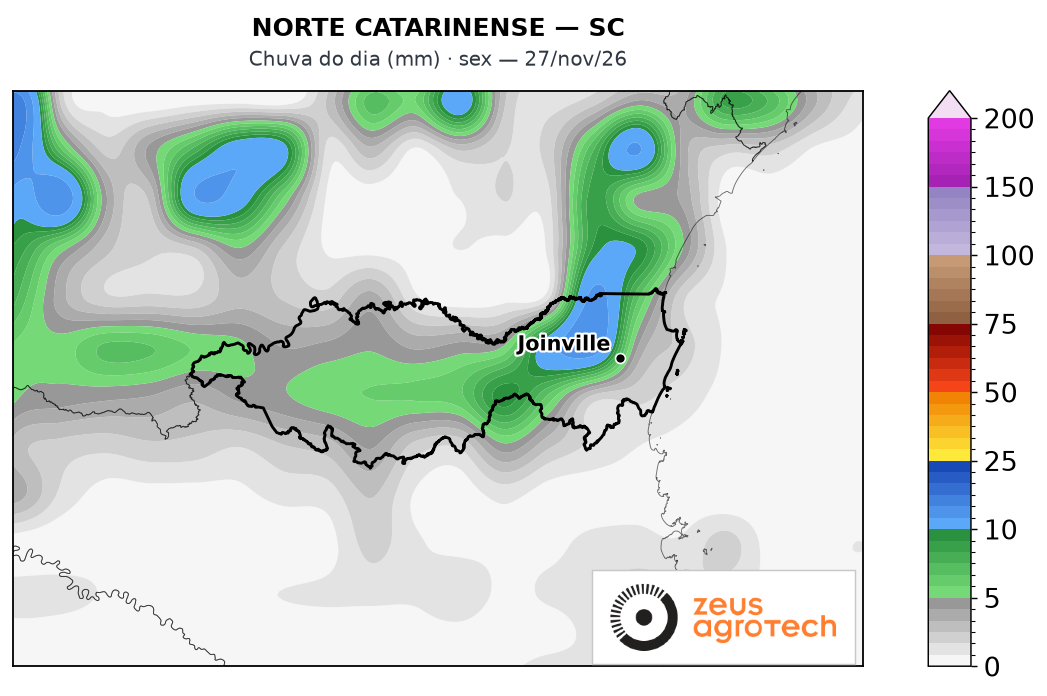 NORTE CATARINENSE — SC
Chuva do dia (mm) · sex — 27/nov/26
200
150
100
75
50
25
10
5
0
Joinville
zeus
agrotech